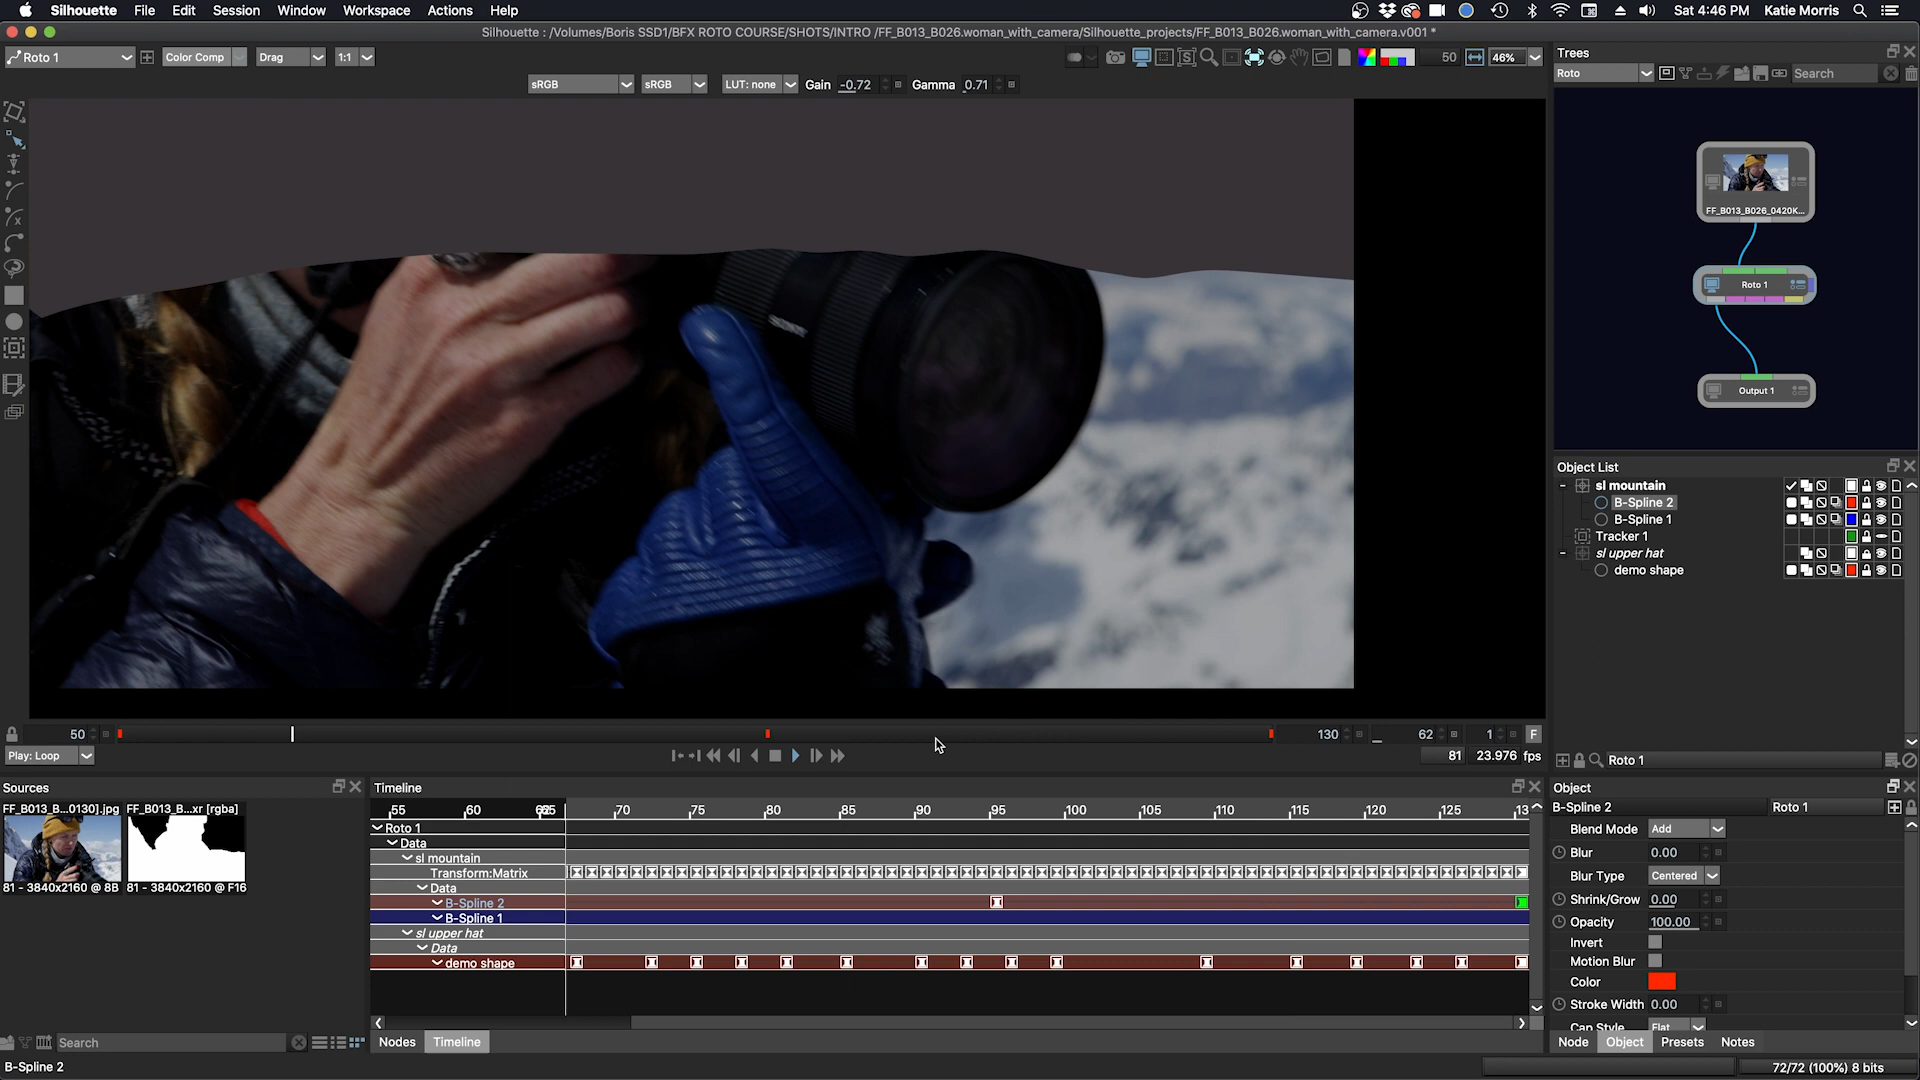 Silhouette File Edit Session Window Workspace Actions Help Sat 4:46 PM Katie Morris
Silhouette : /Volumes/Boris SSD1/BFX ROTO COURSE/SHOTS/INTRO /FF_B013_B026.woman_with_camera/Silhouette_projects/FF_B013_B026.woman_with_camera.v001 *
Roto 1 Color Comp Drag 1:1 50 46%
sRGB sRGB LUT: none Gain -0.72 Gamma 0.71
SONY
50 130 62 1 F
Play: Loop 81 23.976 fps
Trees
Roto Search
FF_B013_B026_0420K...
Roto 1
Output 1
Object List
sl mountain
B-Spline 2
B-Spline 1
Tracker 1
sl upper hat
demo shape
Roto 1
Sources
FF_B013_B...0130].jpg FF_B013_B...xr [rgba]
81 - 3840x2160 @ 8B 81 - 3840x2160 @ F16
Search
Timeline
55 60 65 70 75 80 85 90 95 100 105 110 115 120 125 13
Roto 1
Data
sl mountain
Transform:Matrix
Data
B-Spline 2
B-Spline 1
sl upper hat
Data
demo shape
Nodes Timeline
Object
B-Spline 2 Roto 1
Blend Mode Add
Blur 0.00
Blur Type Centered
Shrink/Grow 0.00
Opacity 100.00
Invert
Motion Blur
Color
Stroke Width 0.00
Cap Style Flat
Node Object Presets Notes
B-Spline 2 72/72 (100%) 8 bits